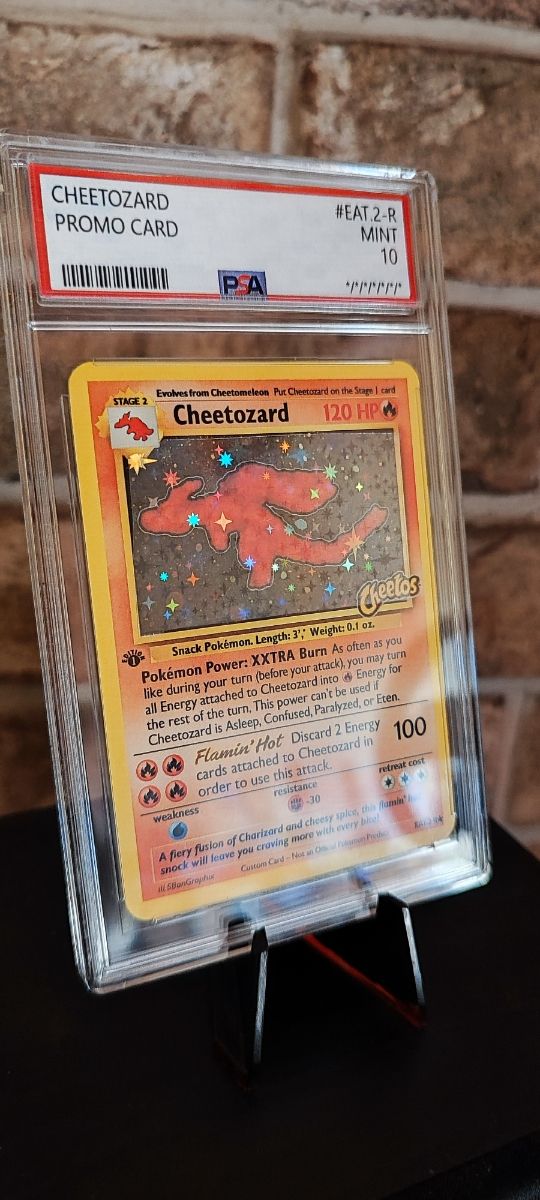 CHEETOZARD
#EAT.2-R
PROMO CARD
MINT
10
PSA
*/*/*/*/*/*
STAGE 2
Evolves from Cheetomeleon Put Cheetozard on the Stage 1 card
Cheetozard
120 HP
Cheetos
Snack Pokémon. Length: 3", Weight: 0.1 oz.
EDITION
1
Pokémon Power: XXTRA Burn As often as you
like during your turn (before your attack), you may turn
all Energy attached to Cheetozard into Energy for
the rest of the turn. This power can't be used if
Cheetozard is Asleep, Confused, Paralyzed, or Eten.
Flamin' Hot Discard 2 Energy
cards attached to Cheetozard in
order to use this attack.
100
weakness
resistance
-30
retreat cost
A fiery fusion of Charizard and cheesy spice, this flamin' hot
snock will leave you craving more with every bite!
ill. SBanGraphix
Custom Card – Not an Official Pokemon Product